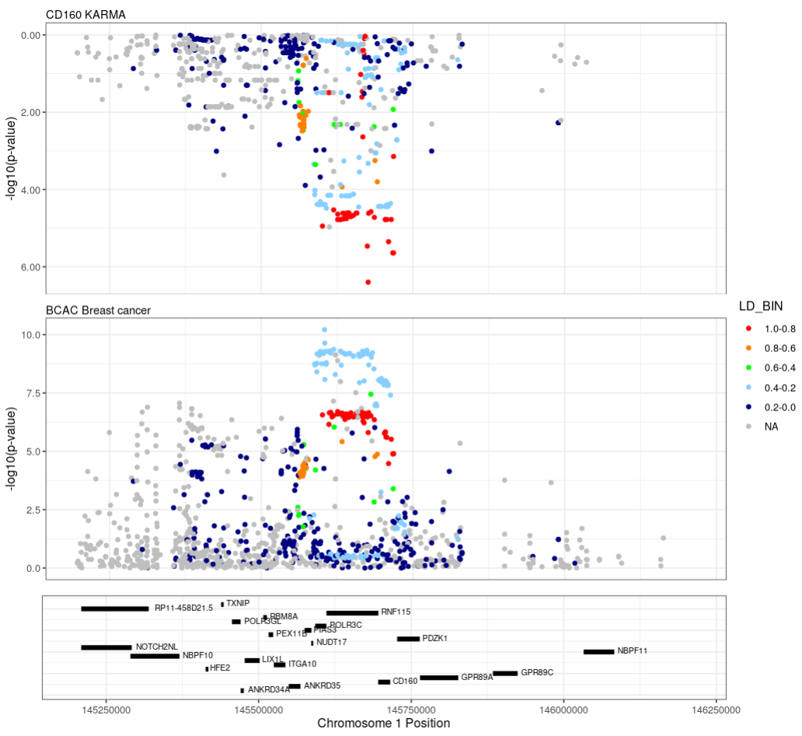 CD160 KARMA
0.00
2.00
4.00
6.00
-log10(p-value)
BCAC Breast cancer
10.0
7.5
5.0
2.5
0.0
-log10(p-value)
LD_BIN
1.0-0.8
0.8-0.6
0.6-0.4
0.4-0.2
0.2-0.0
NA
TXNIP
RP11-458D21.5
RNF115
RBM8A
POLR3GL
POLR3C
PIAS3
PEX11B
PDZK1
NUDT17
NOTCH2NL
NBPF11
NBPF10
LIX1L
ITGA10
HFE2
GPR89C
GPR89A
CD160
ANKRD35
ANKRD34A
145250000 145500000 145750000 146000000 146250000
Chromosome 1 Position